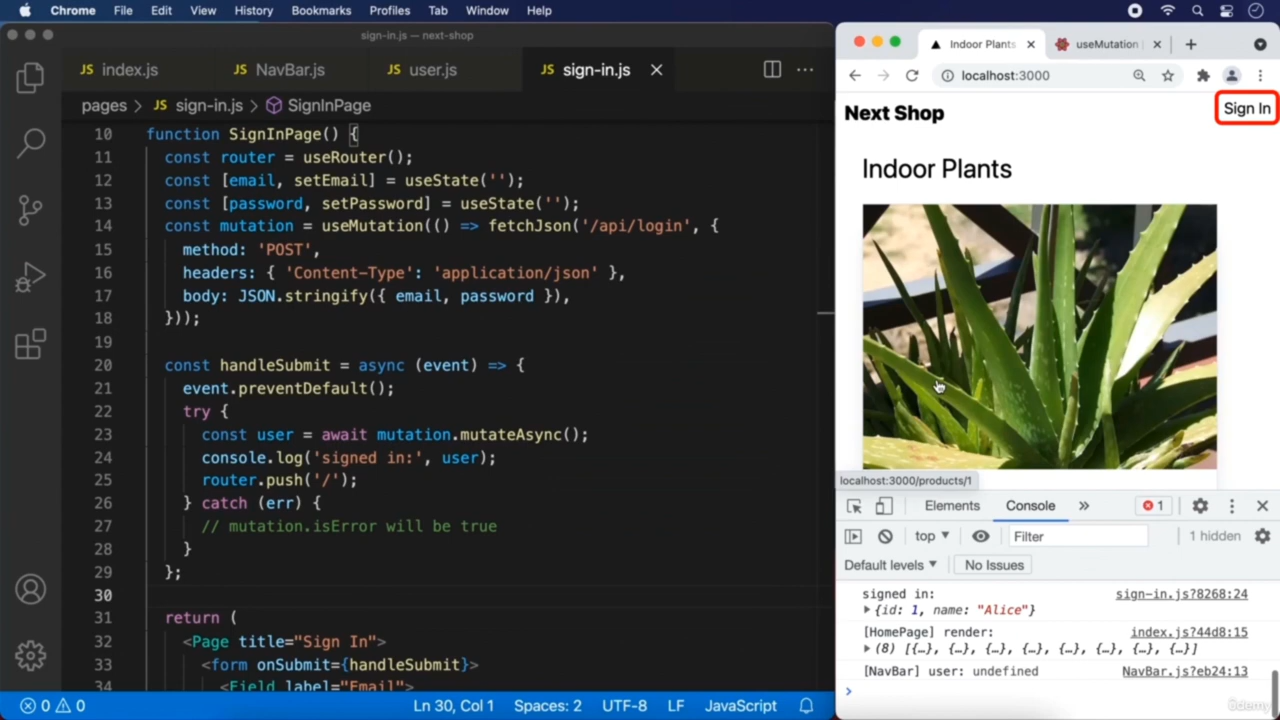 Chrome File Edit View History Bookmarks Profiles Tab Window Help
sign-in.js — next-shop
JS index.js
JS NavBar.js
JS user.js
JS sign-in.js
pages > JS sign-in.js > SignInPage
10 function SignInPage() {
11 const router = useRouter();
12 const [email, setEmail] = useState('');
13 const [password, setPassword] = useState('');
14 const mutation = useMutation(() => fetchJson('/api/login', {
15 method: 'POST',
16 headers: { 'Content-Type': 'application/json' },
17 body: JSON.stringify({ email, password }),
18 }));
19
20 const handleSubmit = async (event) => {
21 event.preventDefault();
22 try {
23 const user = await mutation.mutateAsync();
24 console.log('signed in:', user);
25 router.push('/');
26 } catch (err) {
27 // mutation.isError will be true
28 }
29 };
30
31 return (
32 <Page title="Sign In">
33 <form onSubmit={handleSubmit}>
34 <Field label="Email">
0 0
Ln 30, Col 1 Spaces: 2 UTF-8 LF JavaScript
Indoor Plants
useMutation
localhost:3000
Next Shop
Sign In
Indoor Plants
localhost:3000/products/1
Elements Console » 1
top Filter 1 hidden
Default levels No Issues
signed in: sign-in.js?8268:24
{id: 1, name: "Alice"}
[HomePage] render: index.js?44d8:15
(8) [{…}, {…}, {…}, {…}, {…}, {…}, {…}, {…}]
[NavBar] user: undefined NavBar.js?eb24:13
>
ûdemy